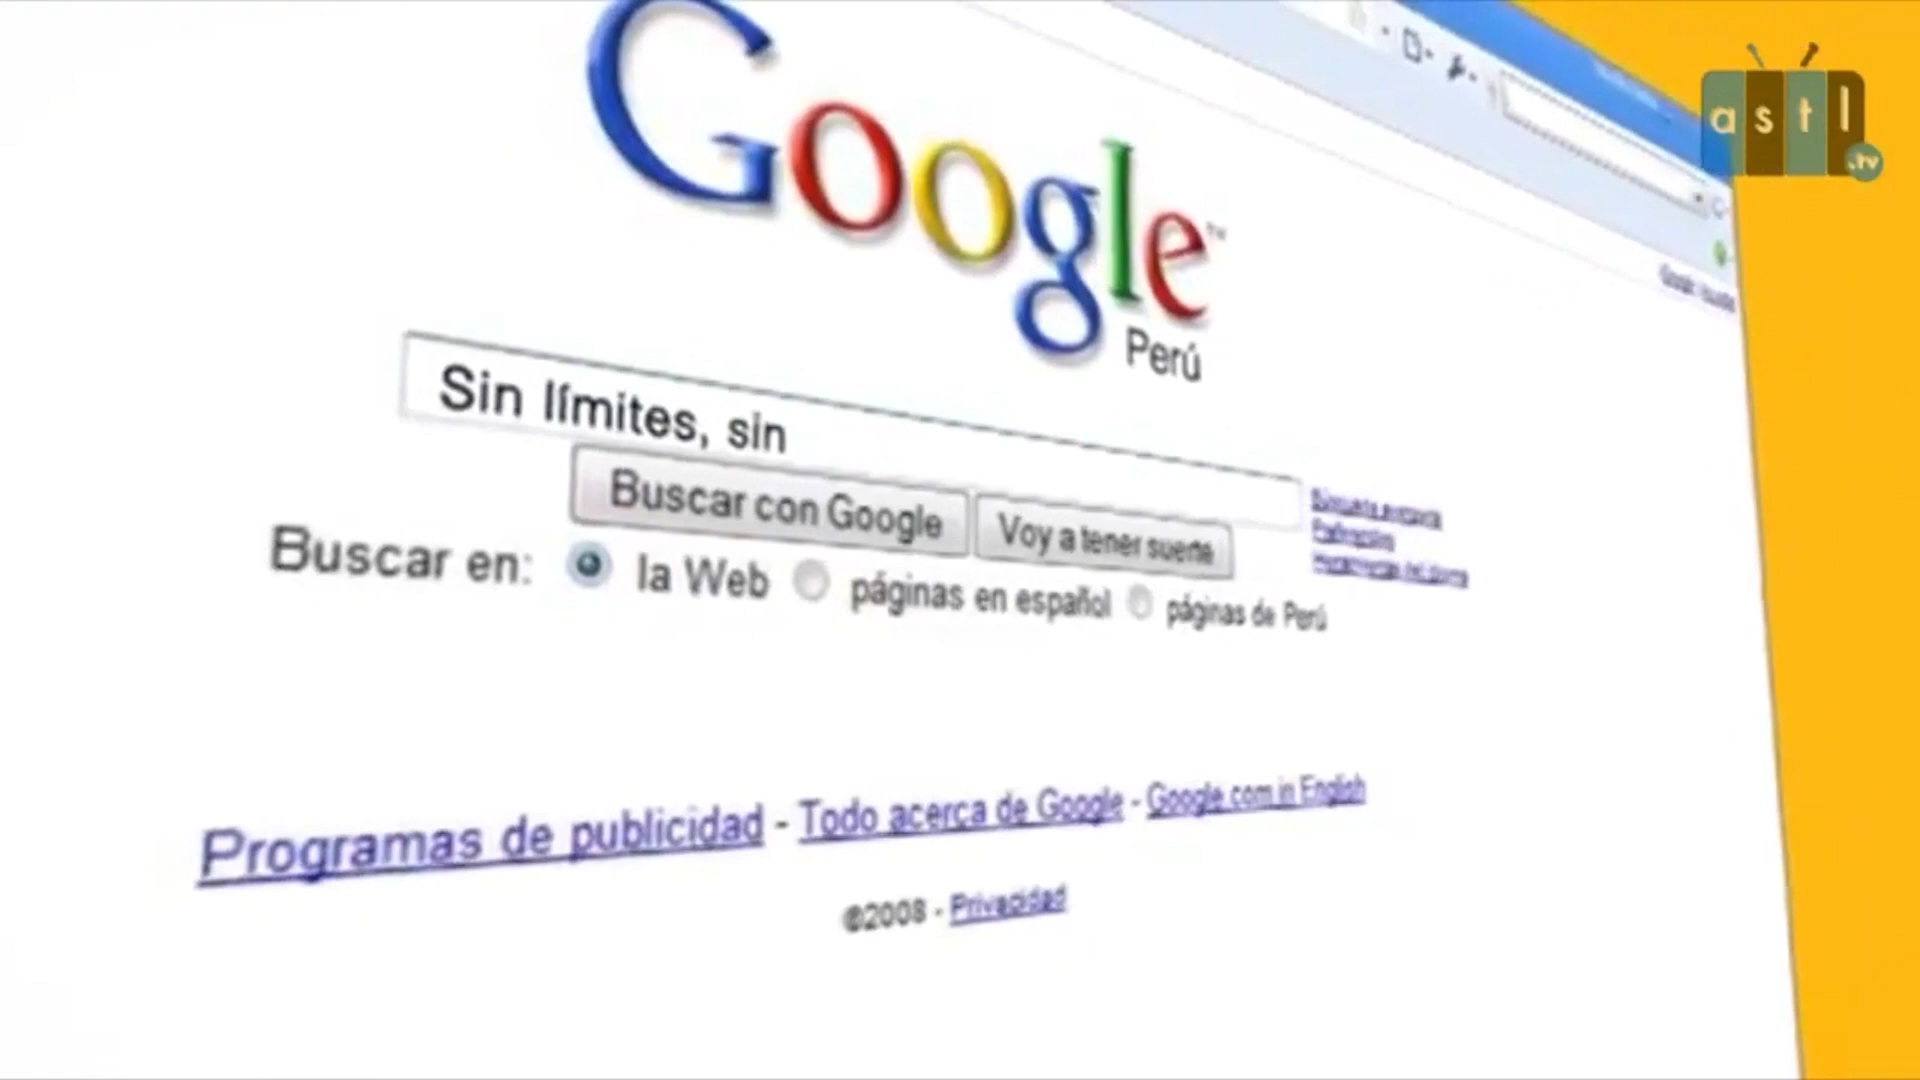 astl
.tv
Google™
Perú
Sin límites, sin
Buscar con Google
Voy a tener suerte
Buscar en: la Web páginas en español páginas de Perú
Programas de publicidad - Todo acerca de Google - Google.com in English
©2008 - Privacidad